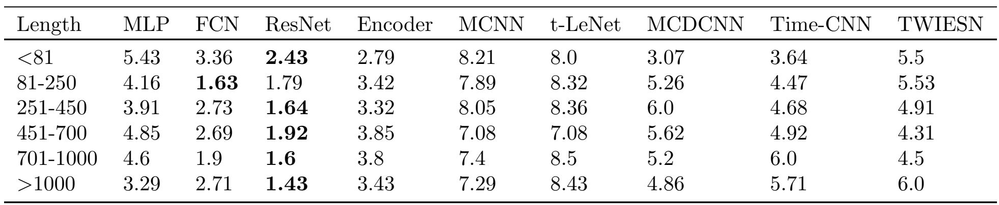 Length MLP FCN ResNet Encoder MCNN t-LeNet MCDCNN Time-CNN TWIESN
<81 5.43 3.36 2.43 2.79 8.21 8.0 3.07 3.64 5.5
81-250 4.16 1.63 1.79 3.42 7.89 8.32 5.26 4.47 5.53
251-450 3.91 2.73 1.64 3.32 8.05 8.36 6.0 4.68 4.91
451-700 4.85 2.69 1.92 3.85 7.08 7.08 5.62 4.92 4.31
701-1000 4.6 1.9 1.6 3.8 7.4 8.5 5.2 6.0 4.5
>1000 3.29 2.71 1.43 3.43 7.29 8.43 4.86 5.71 6.0